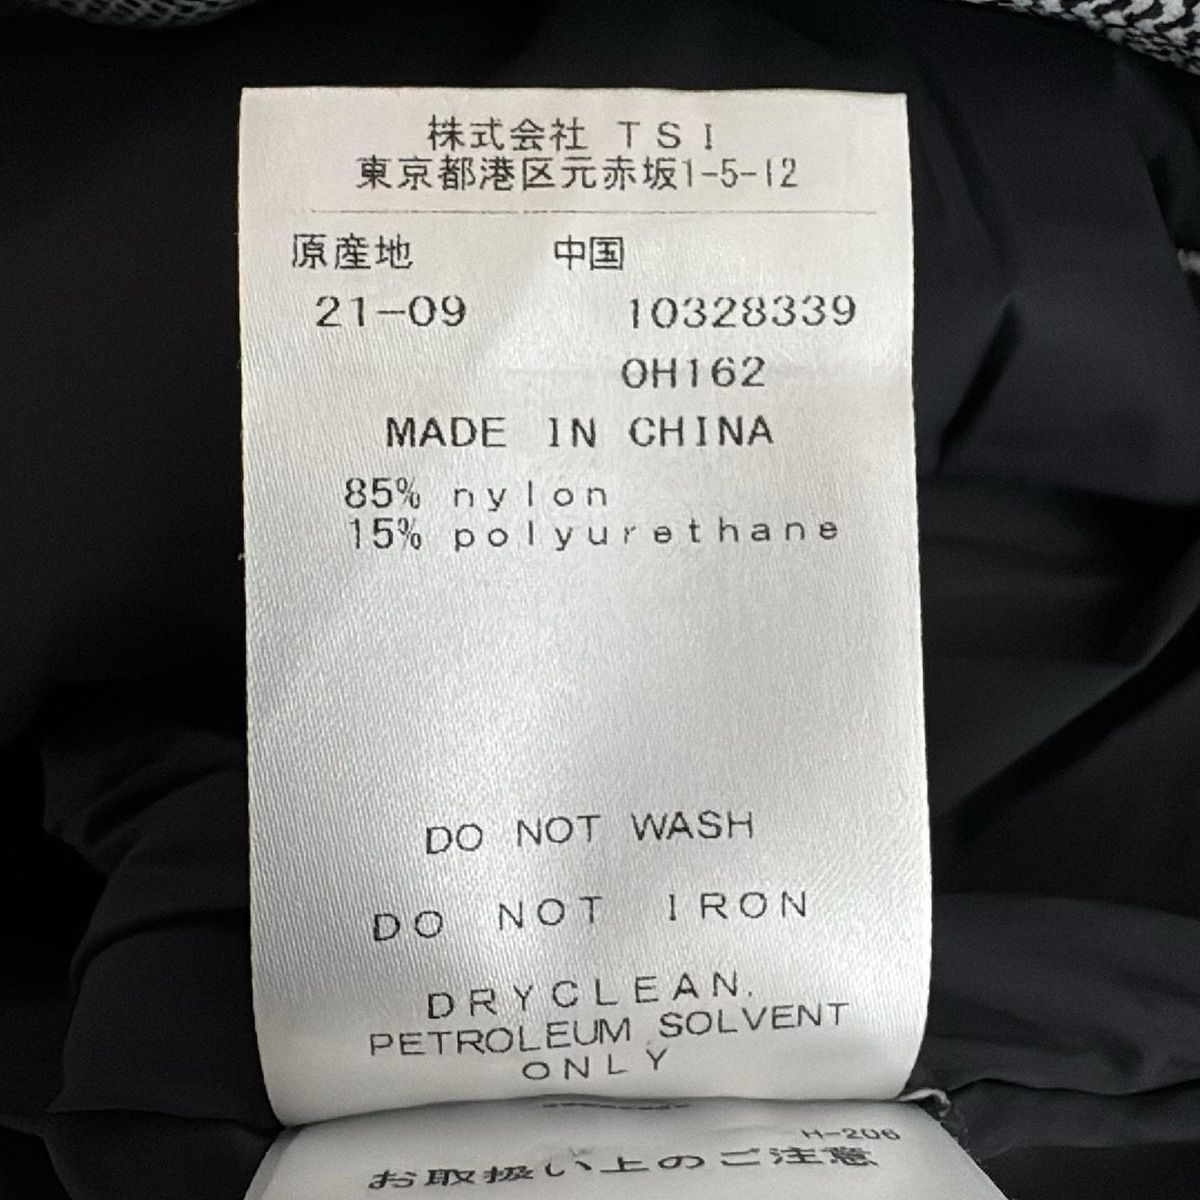 株式会社 TSI
東京都港区元赤坂1-5-12
原産地 中国
21-09 10328339
0H162
MADE IN CHINA
85% nylon
15% polyurethane
DO NOT WASH
DO NOT IRON
DRYCLEAN,
PETROLEUM SOLVENT
ONLY
H-206
お取扱い上のご注意